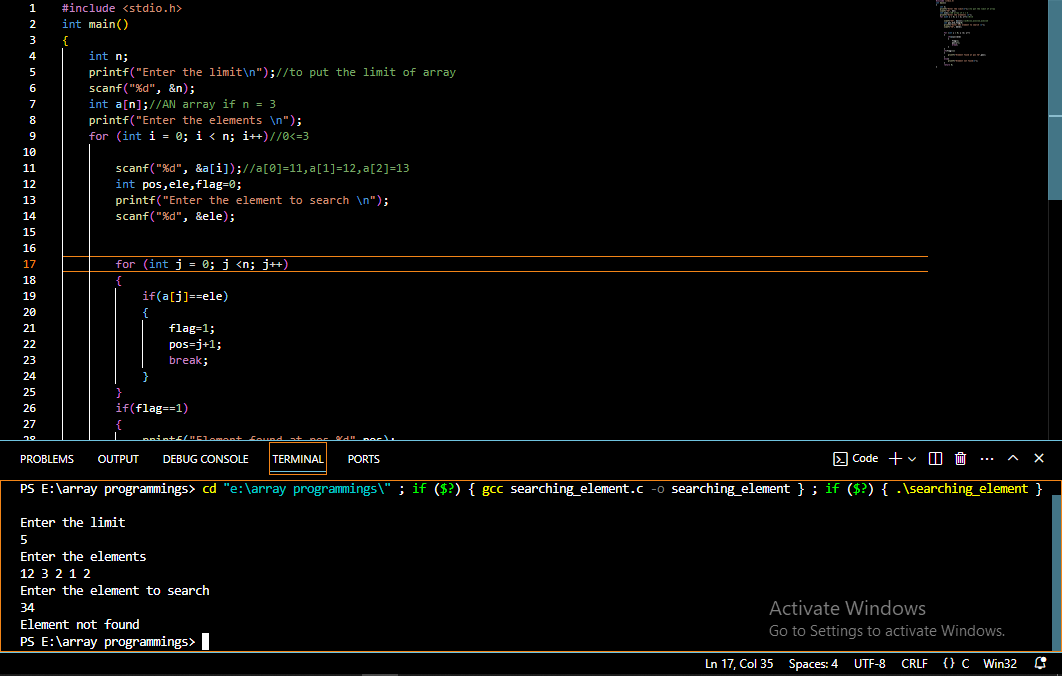 1 #include <stdio.h>
2 int main()
3 {
4 int n;
5 printf("Enter the limit\n");//to put the limit of array
6 scanf("%d", &n);
7 int a[n];//AN array if n = 3
8 printf("Enter the elements \n");
9 for (int i = 0; i < n; i++)//0<=3
10
11 scanf("%d", &a[i]);//a[0]=11,a[1]=12,a[2]=13
12 int pos,ele,flag=0;
13 printf("Enter the element to search \n");
14 scanf("%d", &ele);
15
16
17 for (int j = 0; j <n; j++)
18 {
19 if(a[j]==ele)
20 {
21 flag=1;
22 pos=j+1;
23 break;
24 }
25 }
26 if(flag==1)
27 {
28 printf("Element found at pos %d",pos);
PROBLEMS OUTPUT DEBUG CONSOLE TERMINAL PORTS Code
PS E:\array programmings> cd "e:\array programmings\" ; if ($?) { gcc searching_element.c -o searching_element } ; if ($?) { .\searching_element }
Enter the limit
5
Enter the elements
12 3 2 1 2
Enter the element to search
34
Element not found
PS E:\array programmings>
Activate Windows
Go to Settings to activate Windows.
Ln 17, Col 35 Spaces: 4 UTF-8 CRLF {} C Win32